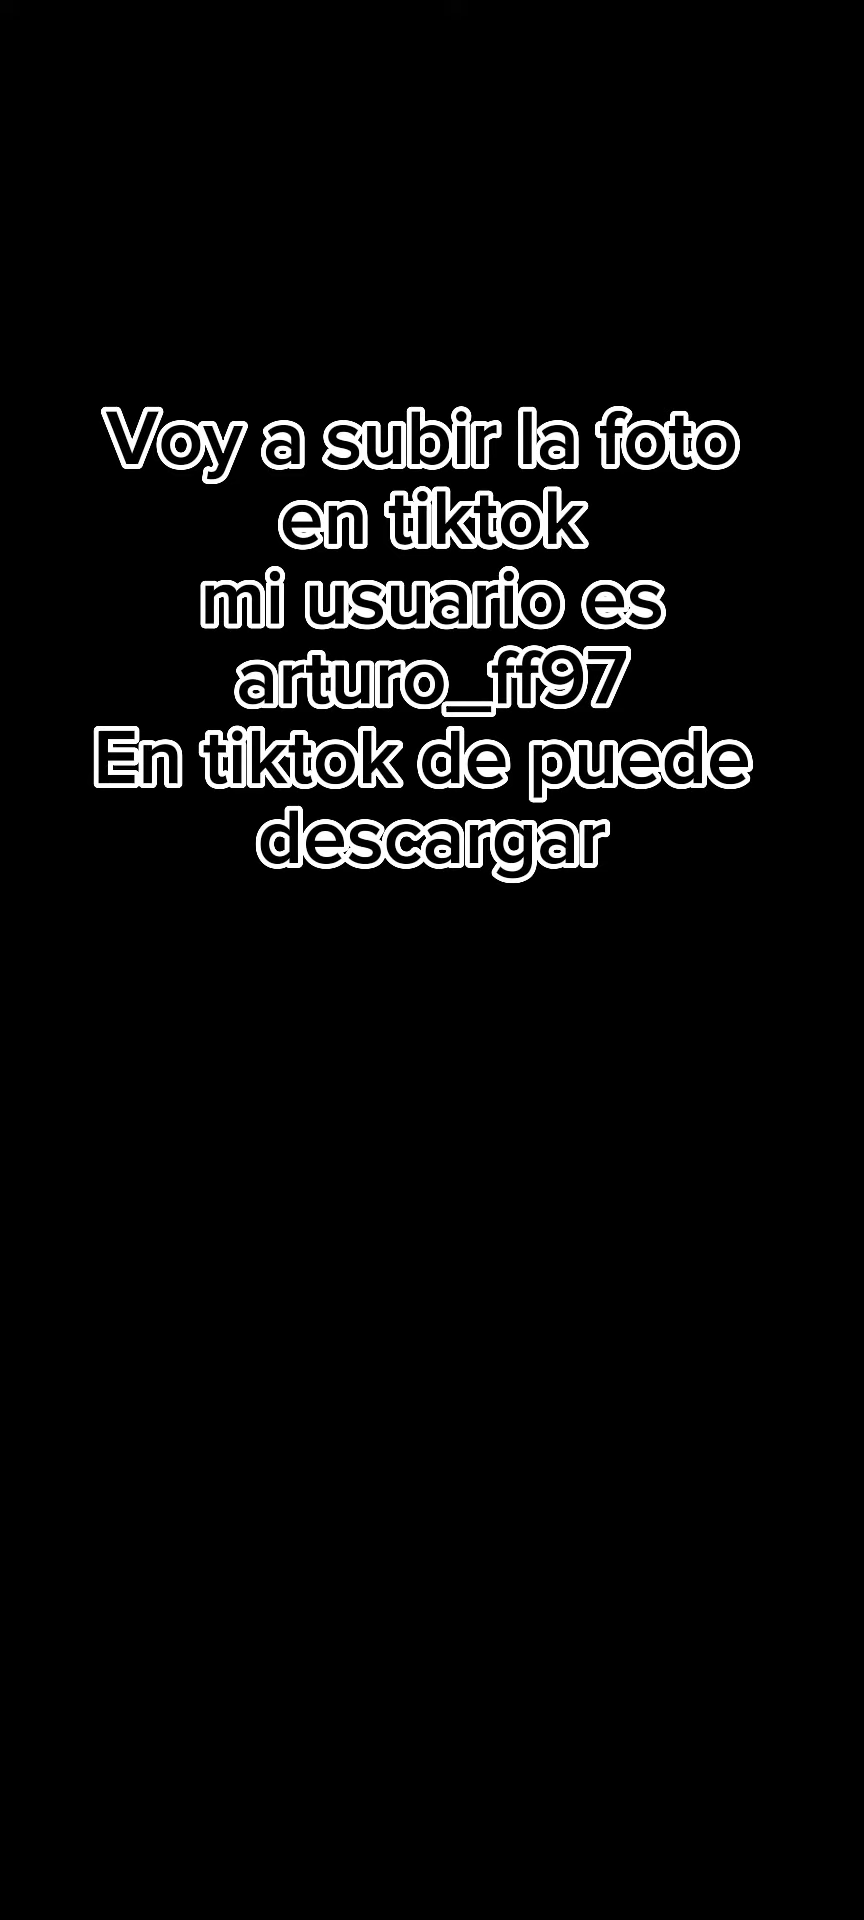 Voy a subir la foto
en tiktok
mi usuario es
arturo_ff97
En tiktok de puede
descargar